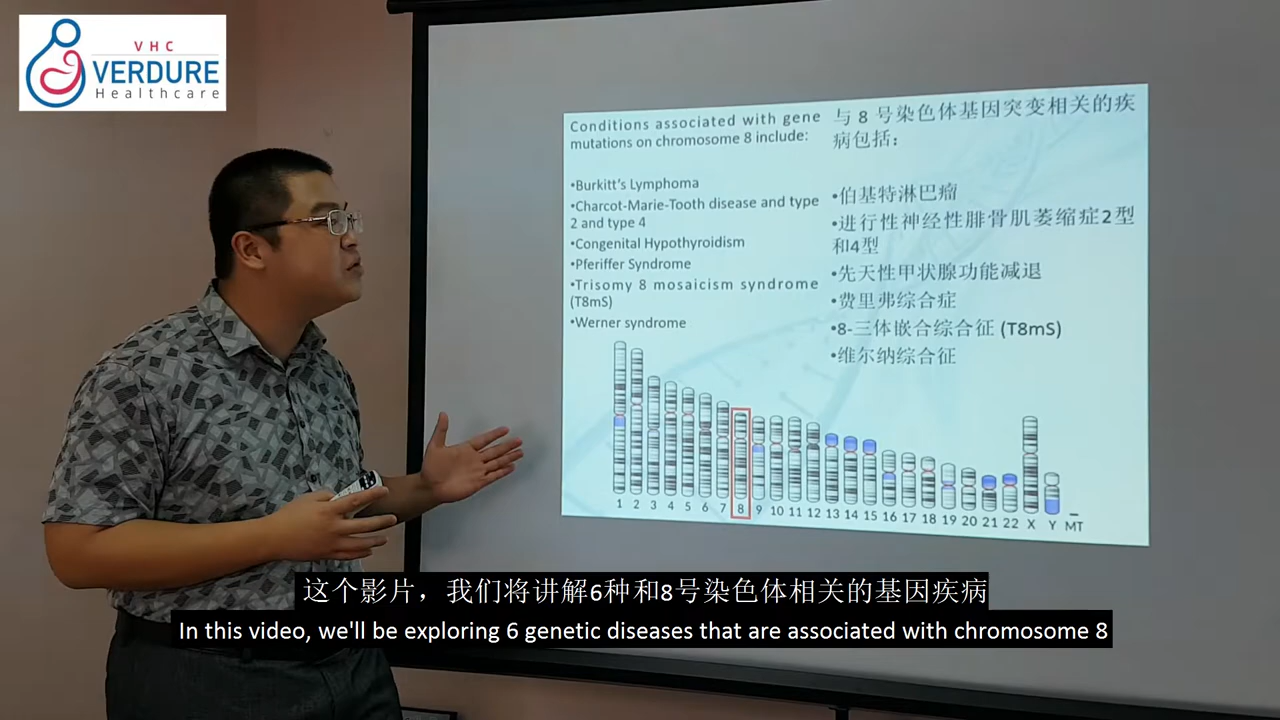 VHC
VERDURE
Healthcare
Conditions associated with gene
mutations on chromosome 8 include:
•Burkitt's Lymphoma
•Charcot-Marie-Tooth disease and type
2 and type 4
•Congenital Hypothyroidism
•Pferiffer Syndrome
•Trisomy 8 mosaicism syndrome
(T8mS)
•Werner syndrome
与 8 号染色体基因突变相关的疾
病包括：
•伯基特淋巴瘤
•进行性神经性腓骨肌萎缩症2型
和4型
•先天性甲状腺功能减退
•费里弗综合症
•8-三体嵌合综合征 (T8mS)
•维尔纳综合征
1 2 3 4 5 6 7 8 9 10 11 12 13 14 15 16 17 18 19 20 21 22 X Y MT
这个影片，我们将讲解6种和8号染色体相关的基因疾病
In this video, we'll be exploring 6 genetic diseases that are associated with chromosome 8